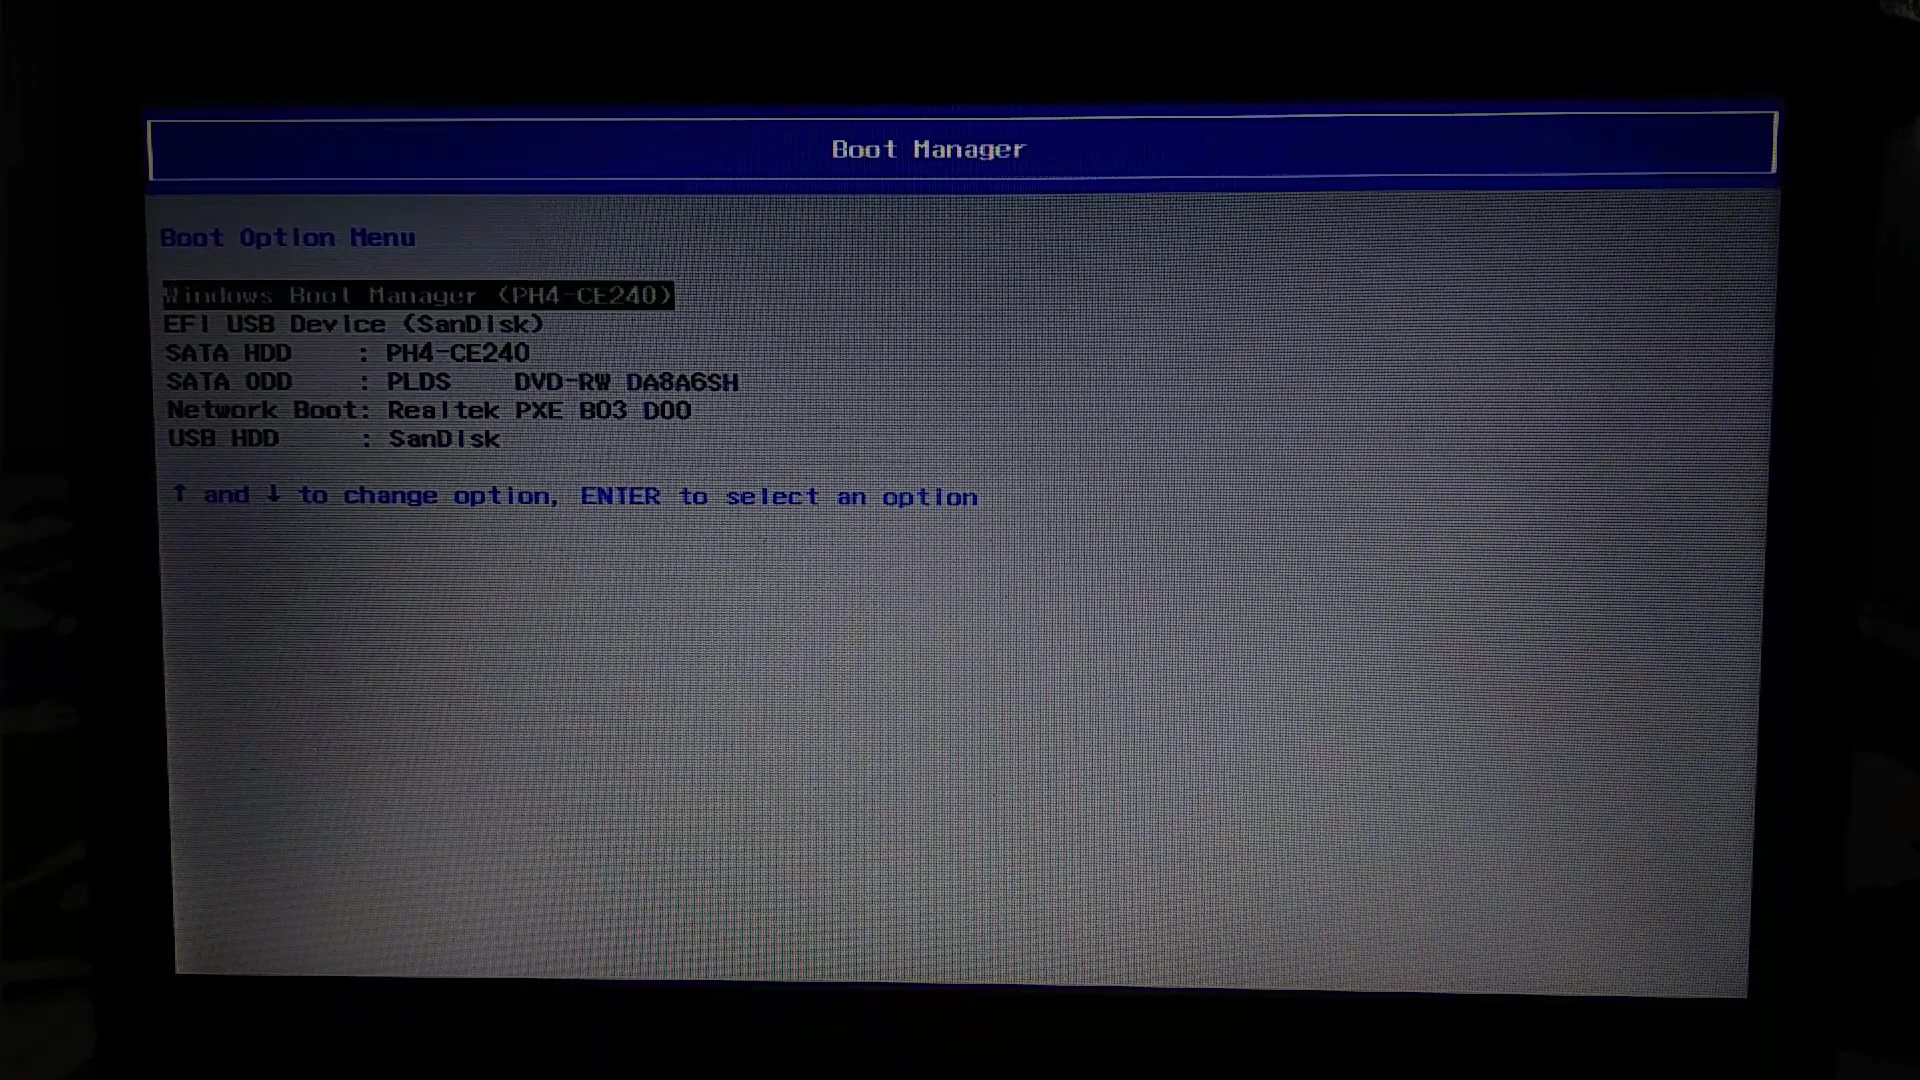 Boot Manager
Boot Option Menu
Windows Boot Manager (PH4-CE240)
EFI USB Device (SanDisk)
SATA HDD : PH4-CE240
SATA ODD : PLDS DVD-RW DA8A6SH
Network Boot: Realtek PXE B03 D00
USB HDD : SanDisk
↑ and ↓ to change option, ENTER to select an option